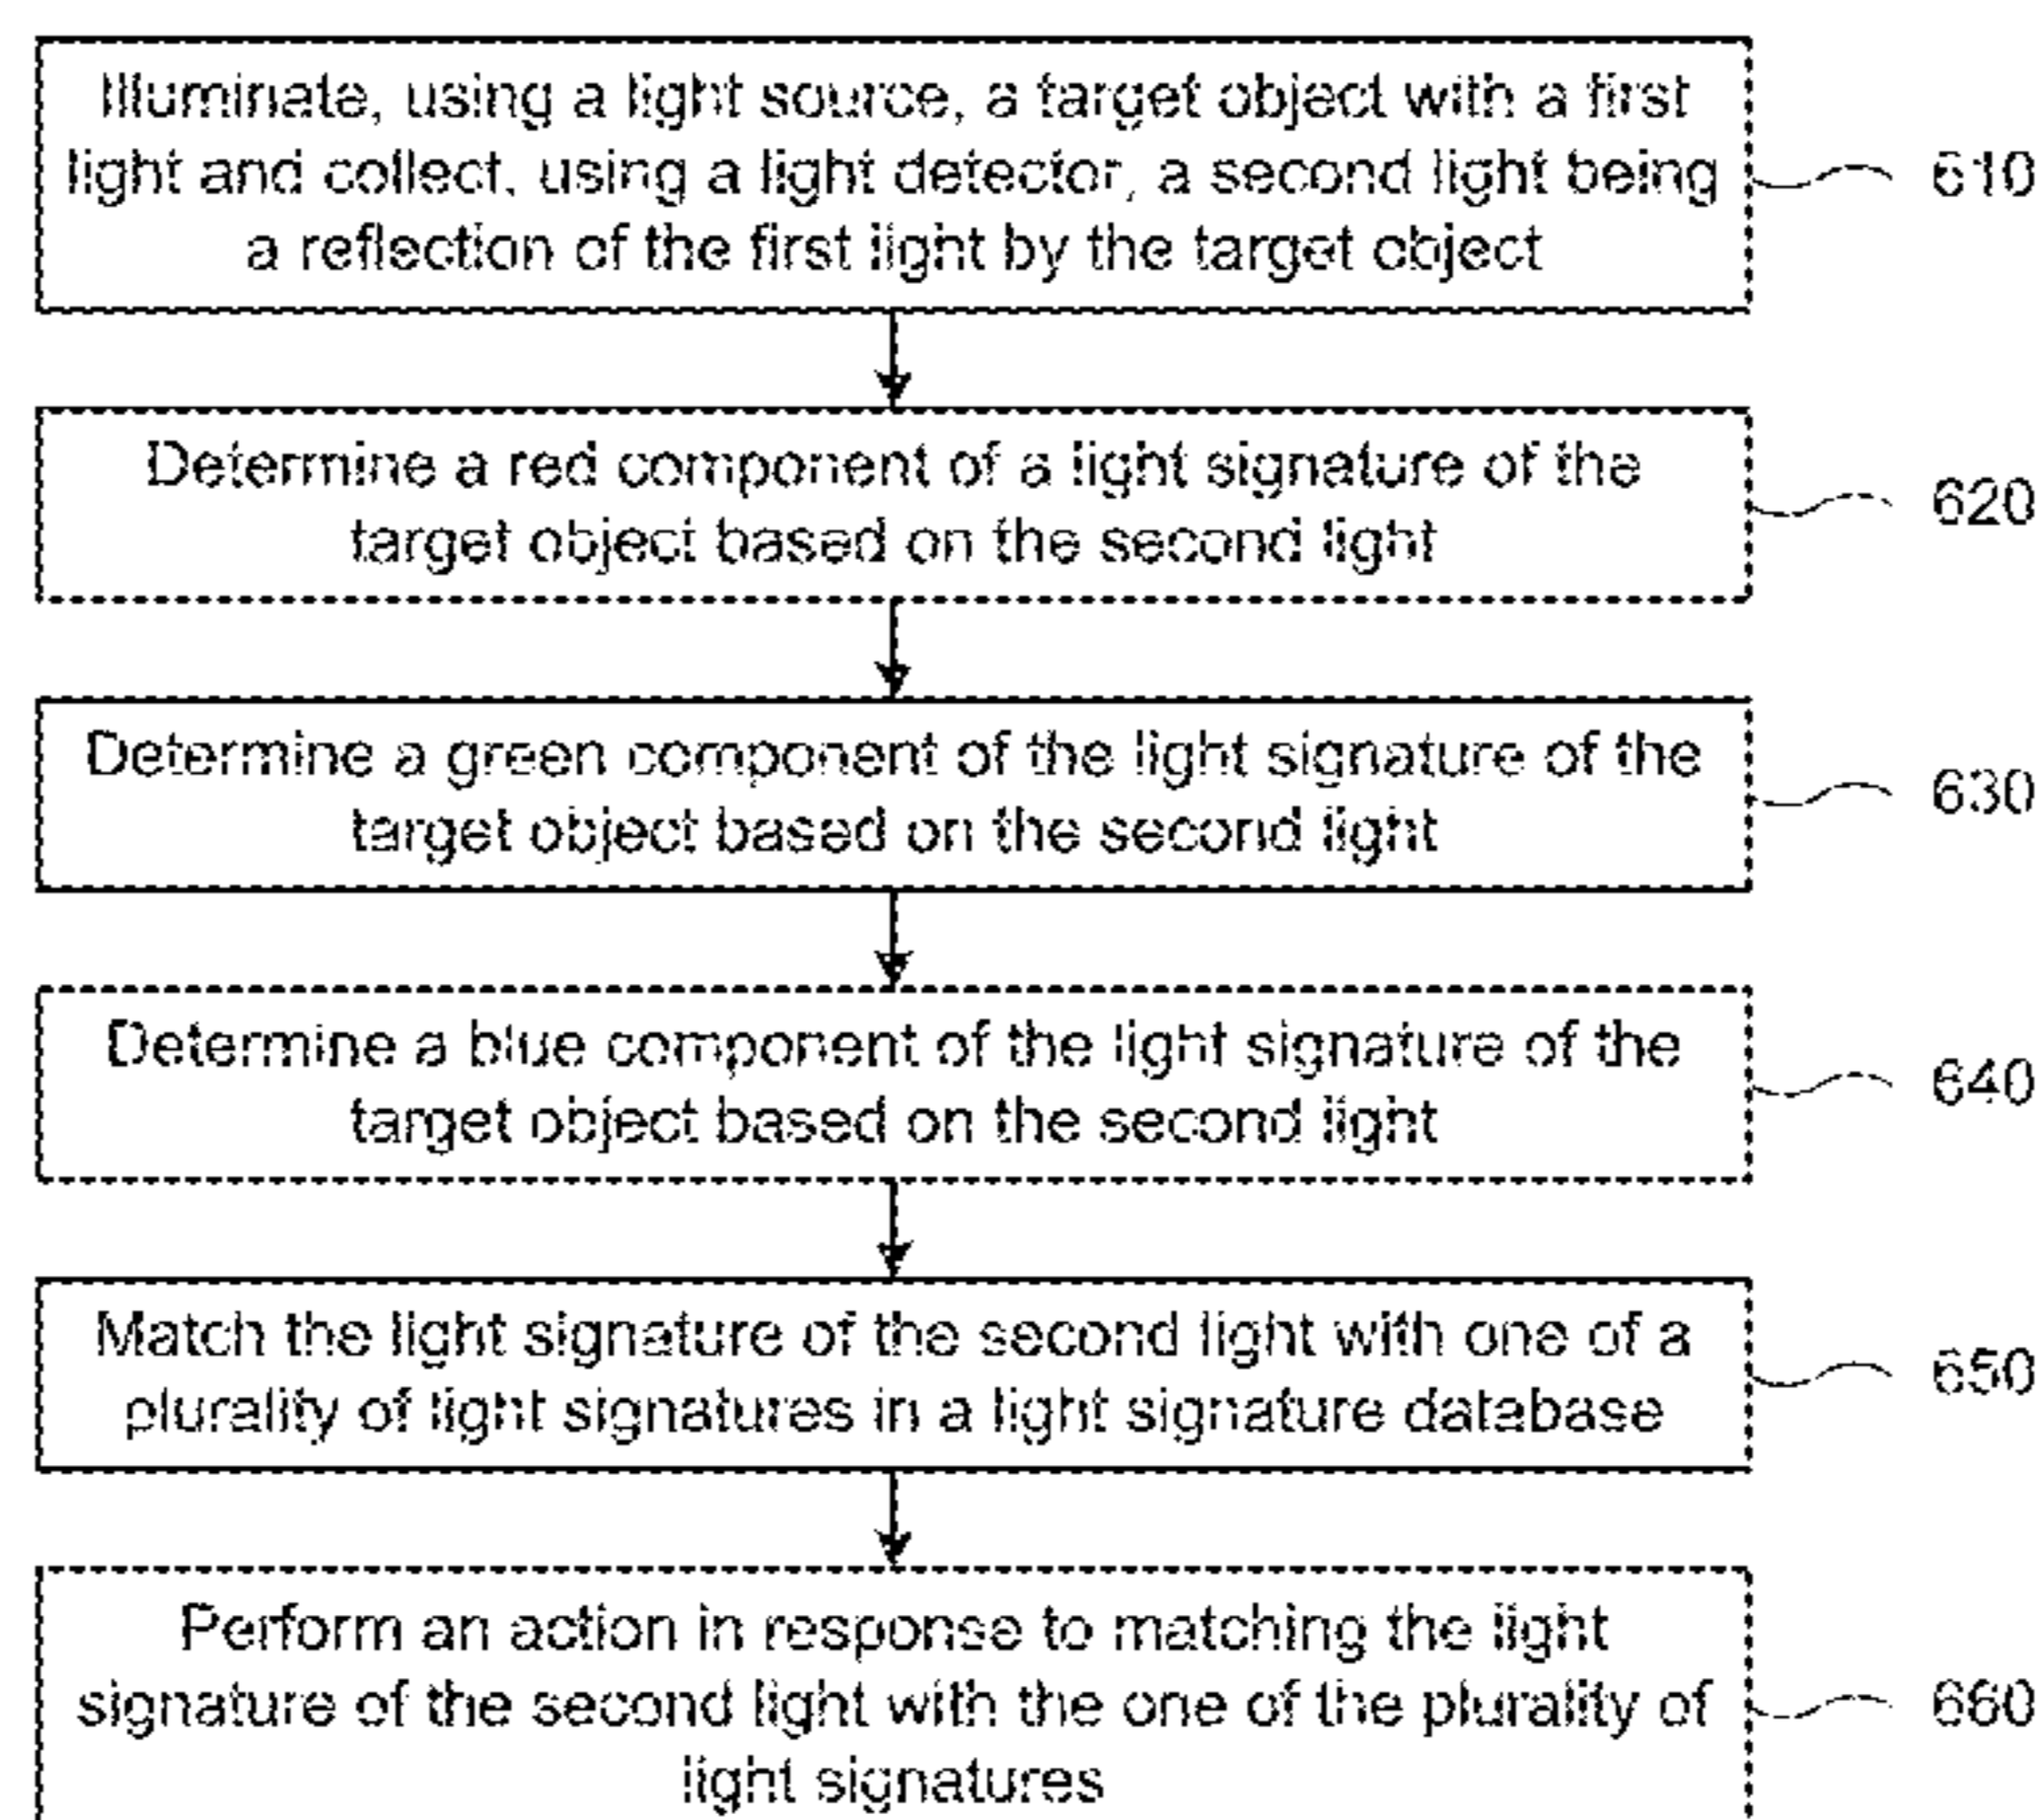 Illuminate, using a light source, a target object with a first
light and collect, using a light detector, a second light being
a reflection of the first light by the target object
610
Determine a red component of a light signature of the
target object based on the second light
620
Determine a green component of the light signature of the
target object based on the second light
630
Determine a blue component of the light signature of the
target object based on the second light
640
Match the light signature of the second light with one of a
plurality of light signatures in a light signature database
650
Perform an action in response to matching the light
signature of the second light with the one of the plurality of
light signatures
660